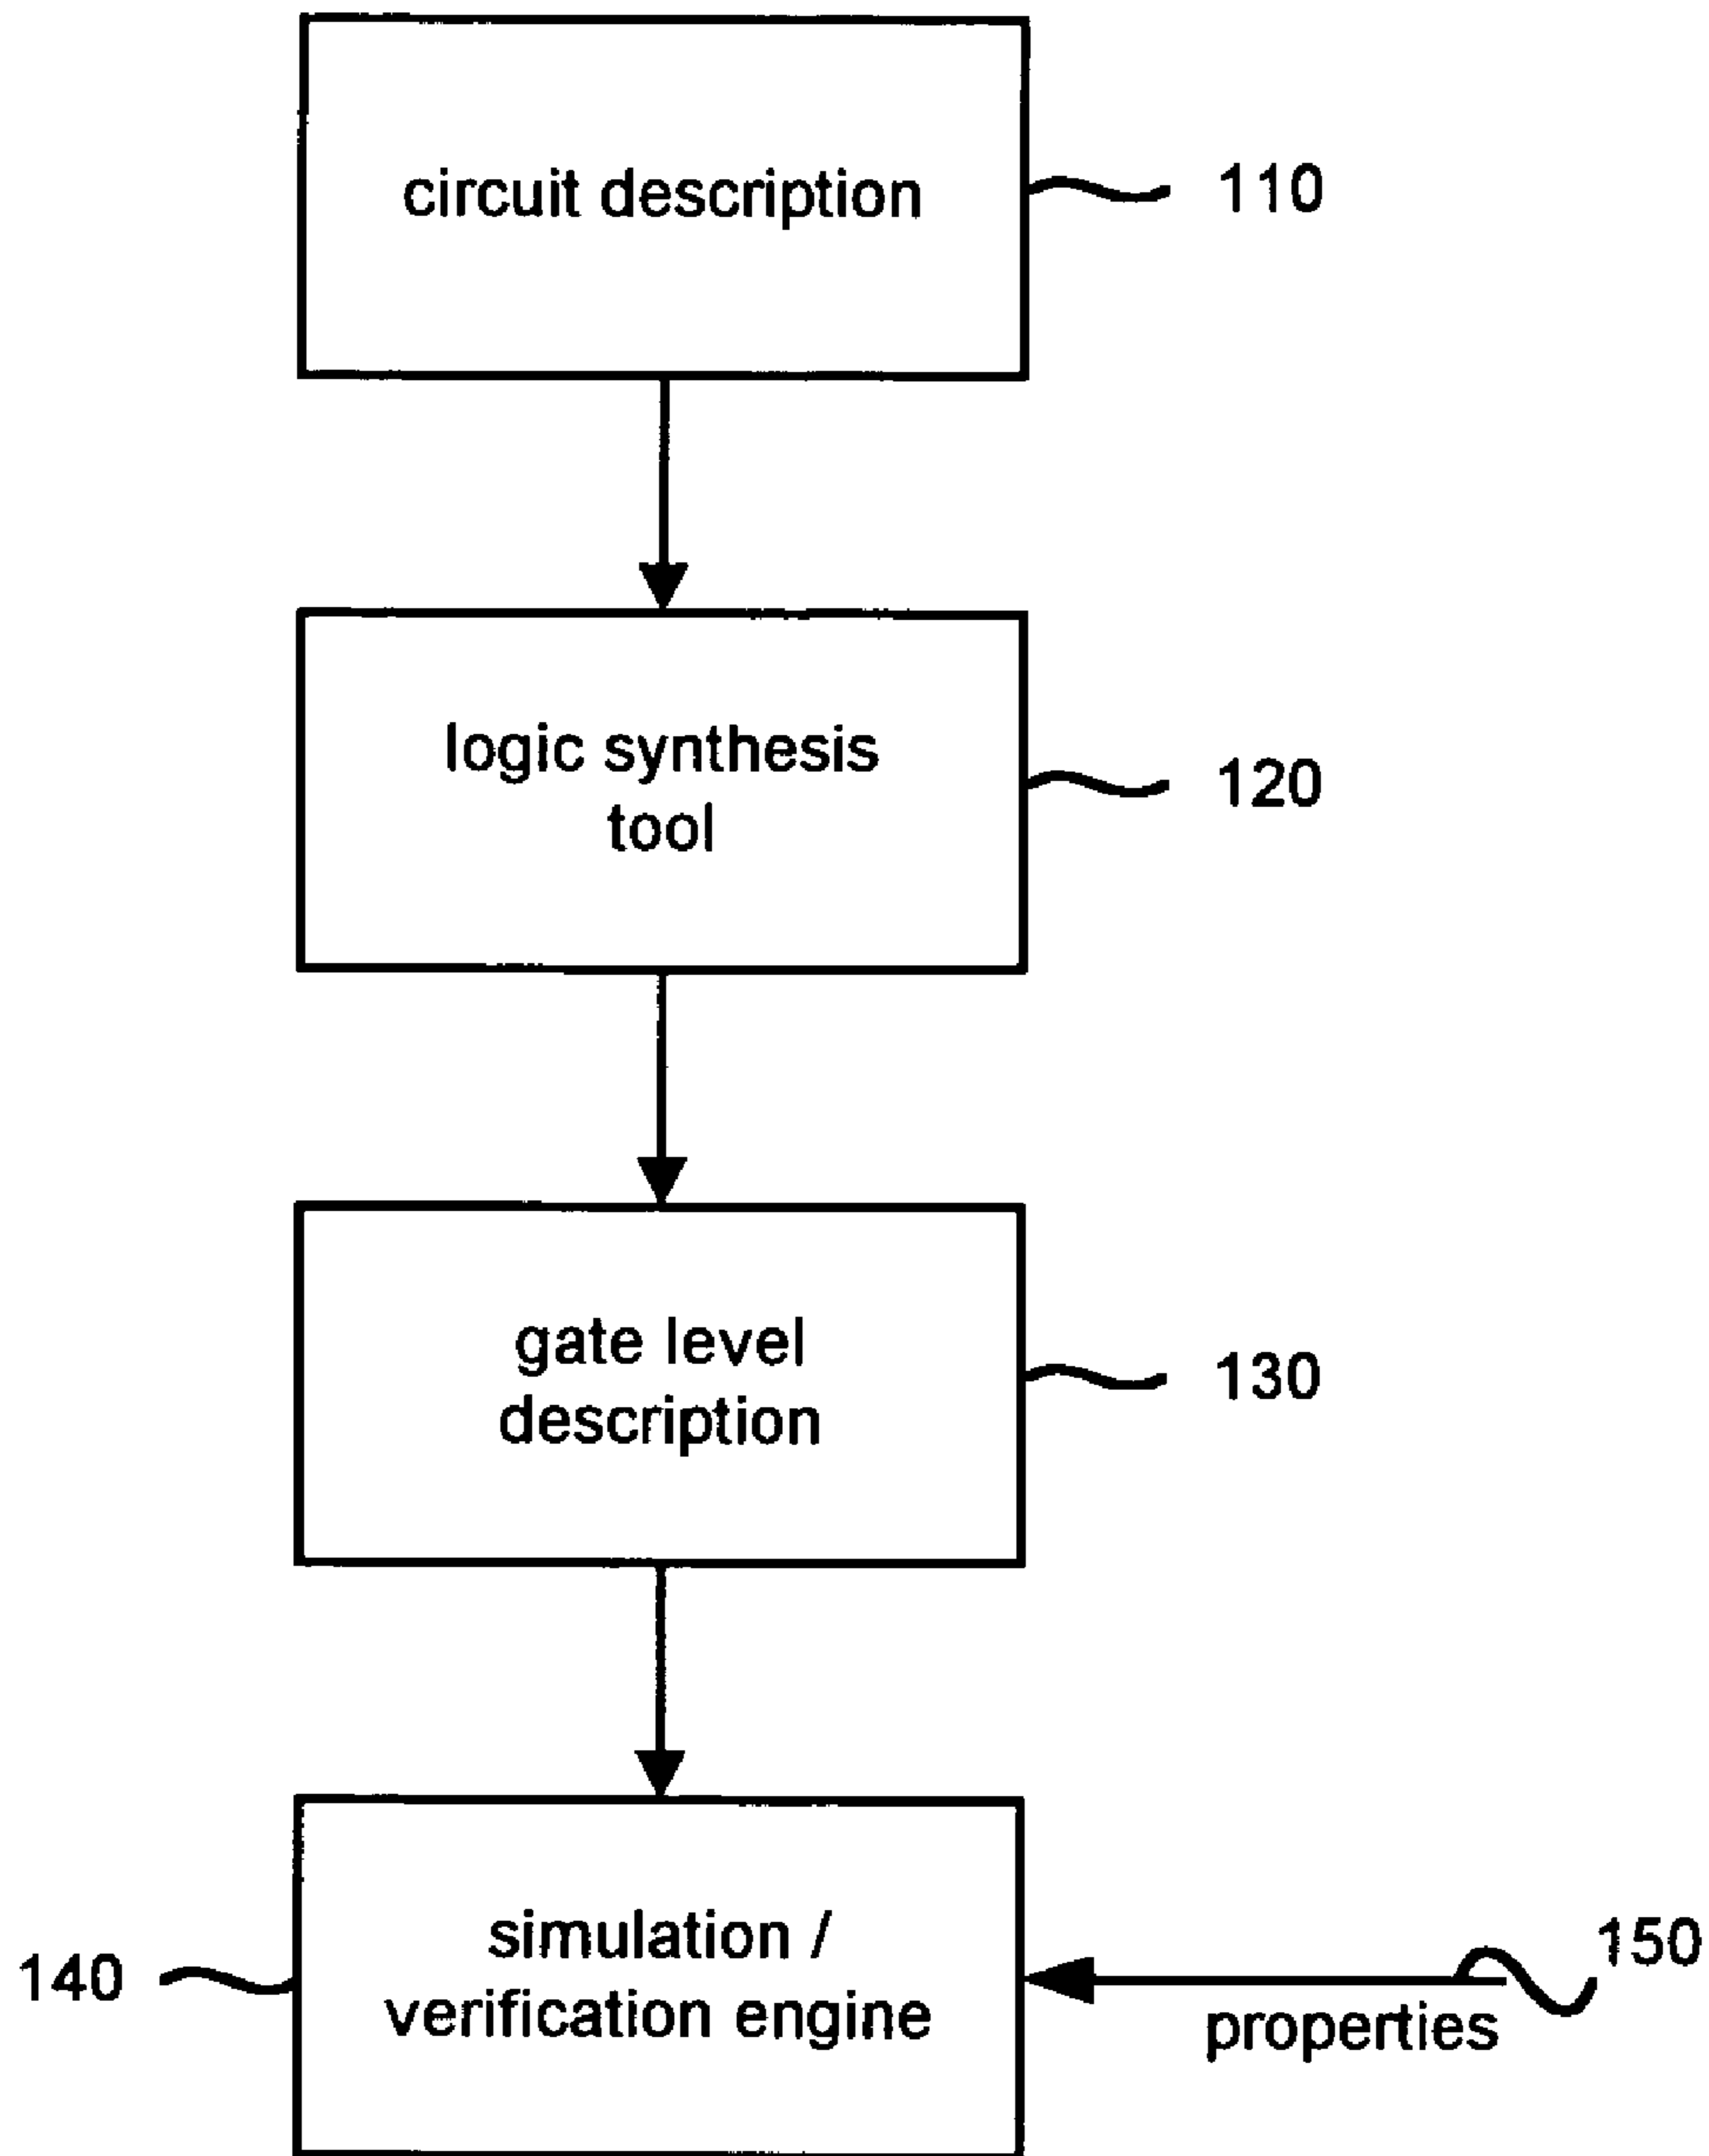 circuit description
110
logic synthesis
tool
120
gate level
description
130
simulation /
verification engine
140
150
properties